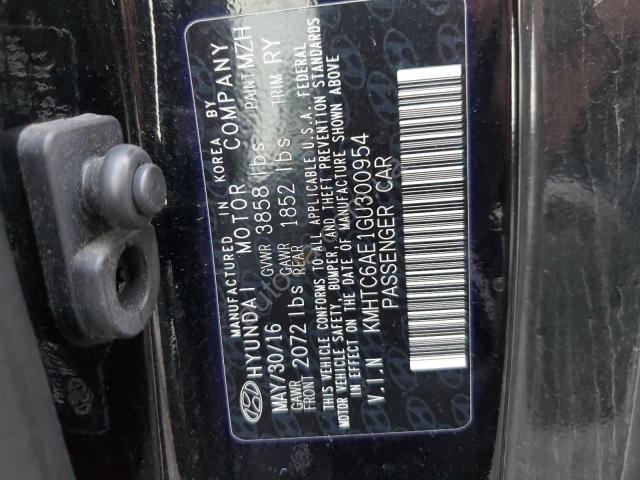 MANUFACTURED IN KOREA BY
HYUNDAI MOTOR COMPANY
MAY/30/16 GVWR 3858 lbs PAINT MZH
GAWR FRONT 2072 lbs GAWR REAR 1852 lbs TRIM RY
THIS VEHICLE CONFORMS TO ALL APPLICABLE U.S.A. FEDERAL
MOTOR VEHICLE SAFETY, BUMPER, AND THEFT PREVENTION STANDARDS
IN EFFECT ON THE DATE OF MANUFACTURE SHOWN ABOVE
V.I.N KMHTC6AE1GU300954
PASSENGER CAR